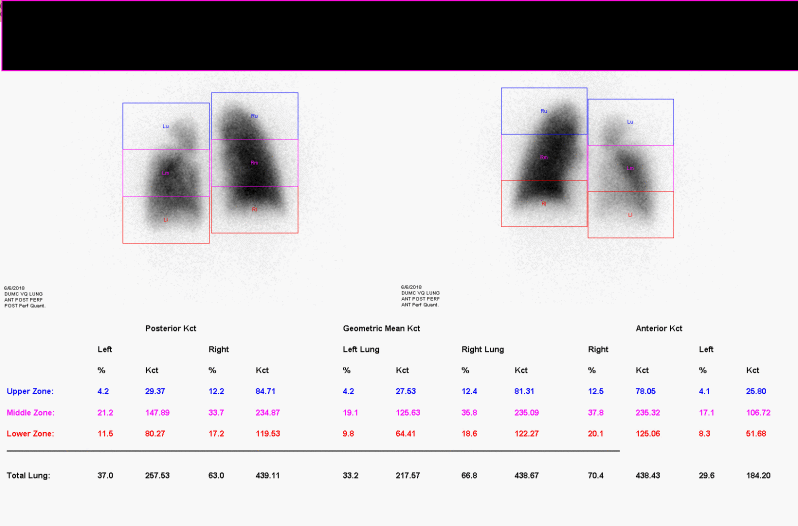 Lu
Ru
Rm
Rl
Ru
Lu
6/6/2018
DUMC VQ LUNG
ANT POST PERF
POST Perf Quant.
6/6/2018
DUMC VQ LUNG
ANT POST PERF
ANT Perf Quant.
Posterior Kct Geometric Mean Kct Anterior Kct
Left Right Left Lung Right Lung Right Left
% Kct % Kct % Kct % Kct % Kct % Kct
Upper Zone: 4.2 29.37 12.2 84.71 4.2 27.53 12.4 81.31 12.5 78.05 4.1 25.80
Middle Zone: 21.2 147.89 33.7 234.87 19.1 125.63 35.8 235.09 37.8 235.32 17.1 106.72
Lower Zone: 11.5 80.27 17.2 119.53 9.8 64.41 18.6 122.27 20.1 125.06 8.3 51.68
Total Lung: 37.0 257.53 63.0 439.11 33.2 217.57 66.8 438.67 70.4 438.43 29.6 184.20